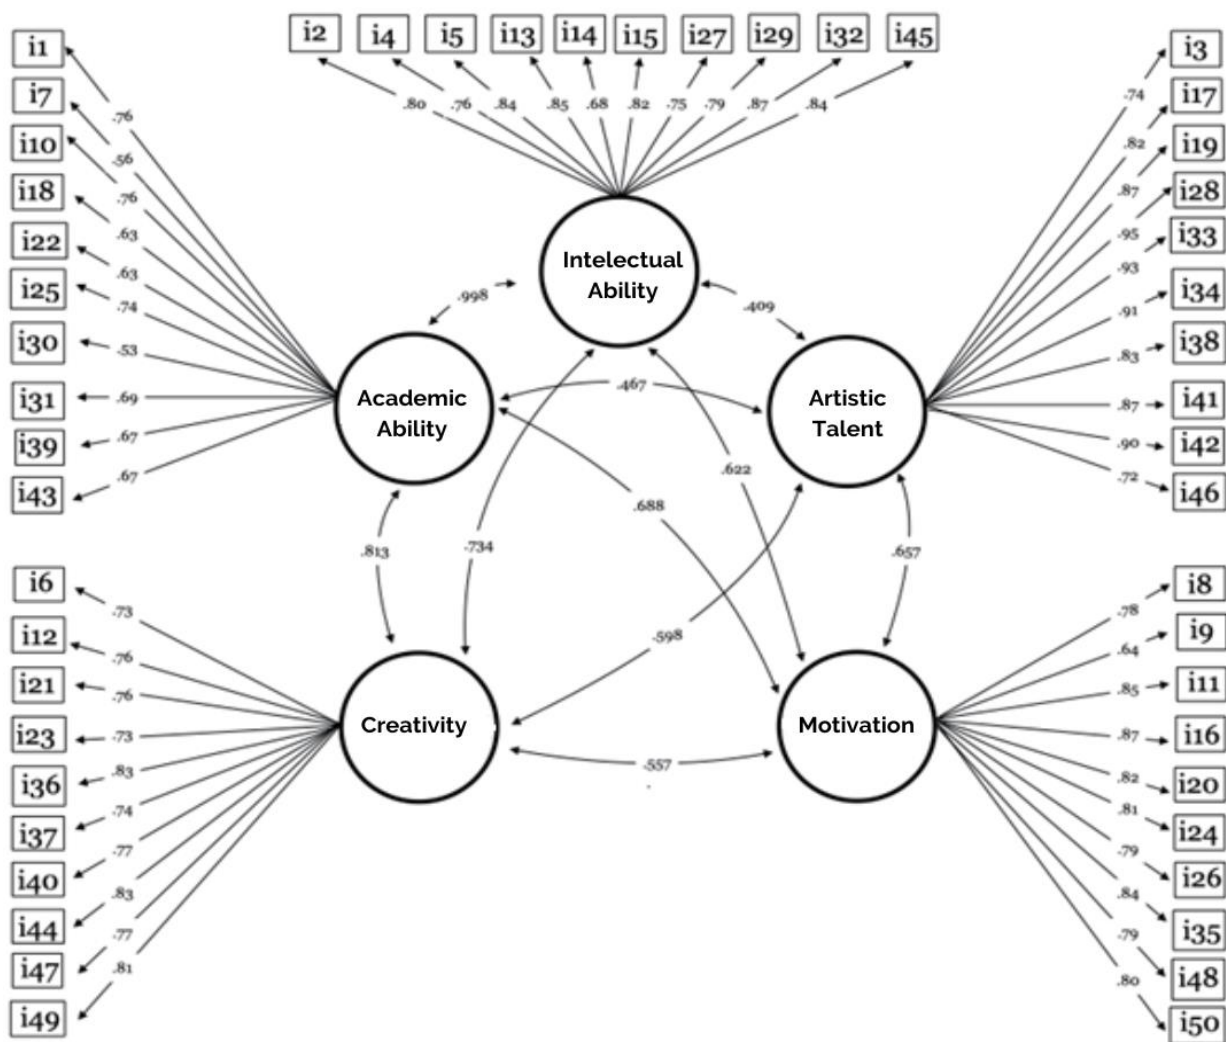 i2 i4 i5 i13 i14 i15 i27 i29 i32 i45
.80 .76 .84 .85 .68 .82 .75 .79 .87 .84
i1
i7
i10
i18
i22
i25
i30
i31
i39
i43
.76
.56
.76
.63
.63
.74
.53
.69
.67
.67
i3
i17
i19
i28
i33
i34
i38
i41
i42
i46
.74
.82
.87
.95
.93
.91
.83
.87
.90
.72
Intelectual
Ability
.998
.409
Academic
Ability
.467
Artistic
Talent
.622
.688
.813
.734
.657
.598
Creativity
Motivation
.557
i6
i12
i21
i23
i36
i37
i40
i44
i47
i49
.73
.76
.76
.73
.83
.74
.77
.83
.77
.81
i8
i9
i11
i16
i20
i24
i26
i35
i48
i50
.78
.64
.85
.87
.82
.81
.79
.84
.79
.80